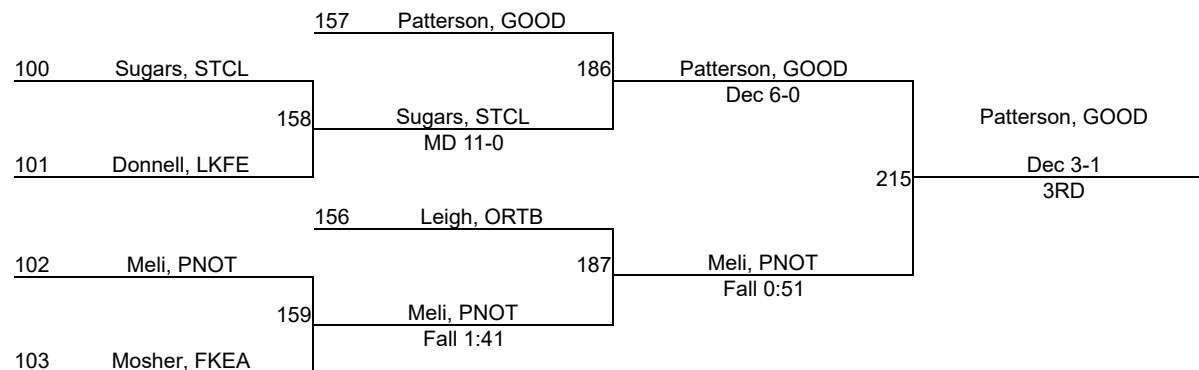 157 Patterson, GOOD
100 Sugars, STCL
186
Patterson, GOOD
Dec 6-0
158
Sugars, STCL
MD 11-0
Patterson, GOOD
101 Donnell, LKFE
Dec 3-1
215
3RD
156 Leigh, ORTB
102 Meli, PNOT
187
Meli, PNOT
Fall 0:51
159
Meli, PNOT
Fall 1:41
103 Mosher, FKEA